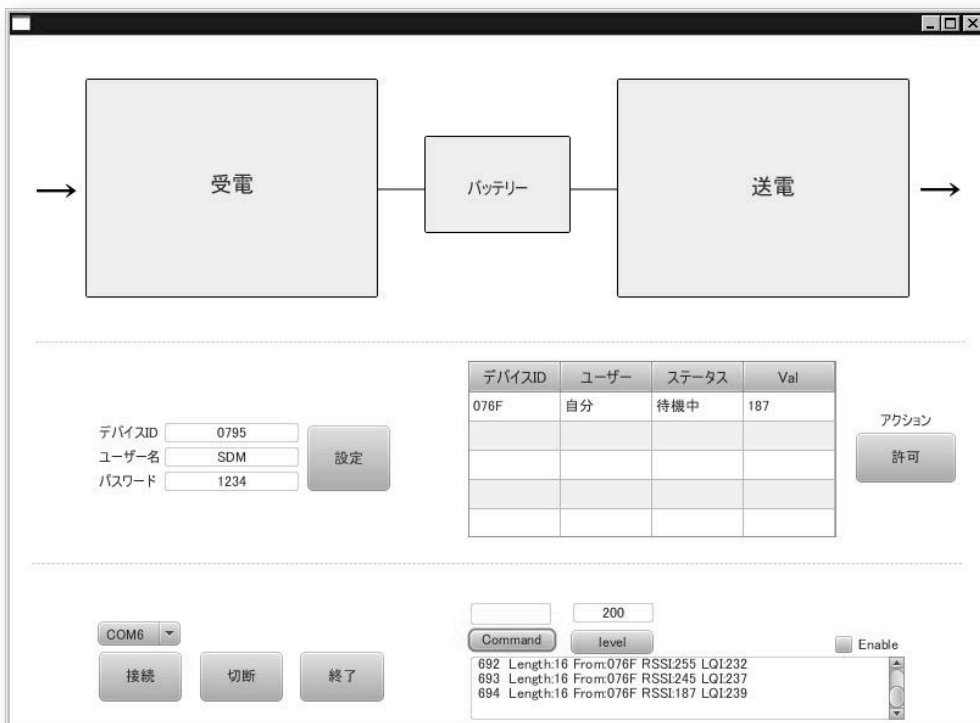 → 受電 バッテリー 送電 →
デバイスID ユーザー ステータス Val
076F 自分 待機中 187
アクション
許可
デバイスID 0795
ユーザー名 SDM
パスワード 1234
設定
200
COM6
Command level
Enable
接続 切断 終了
692 Length:16 From:076F RSSI:255 LQI:232
693 Length:16 From:076F RSSI:245 LQI:237
694 Length:16 From:076F RSSI:187 LQI:239